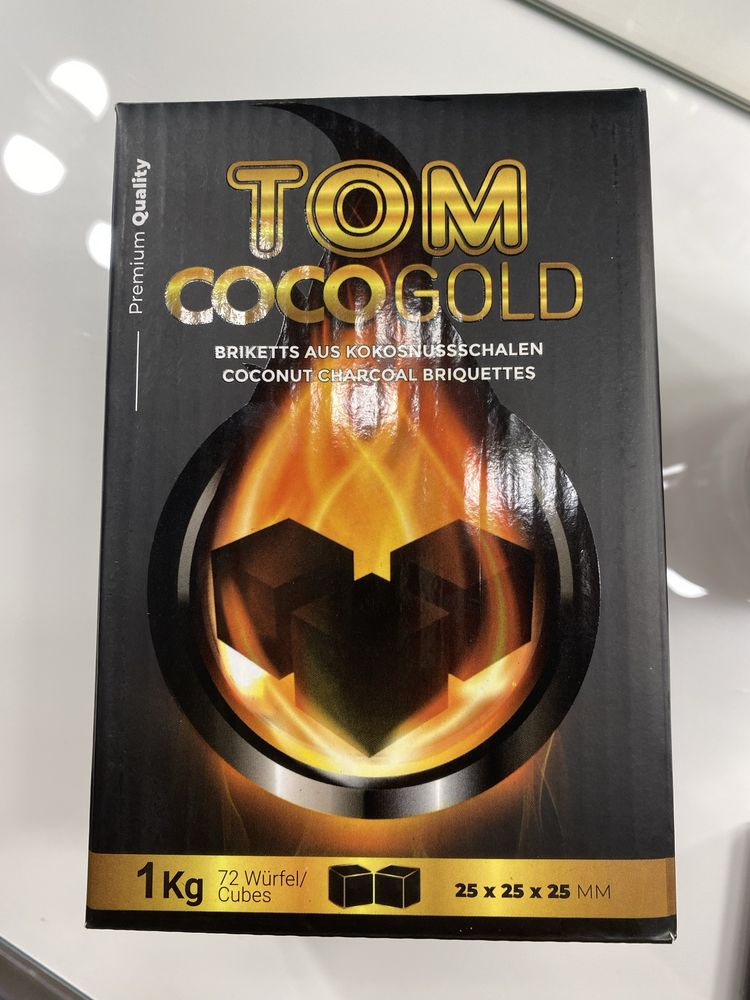 Premium Quality
TOM
COCOGOLD
BRIKETTS AUS KOKOSNUSSSCHALEN
COCONUT CHARCOAL BRIQUETTES
1Kg
72 Würfel/
Cubes
25 x 25 x 25 MM